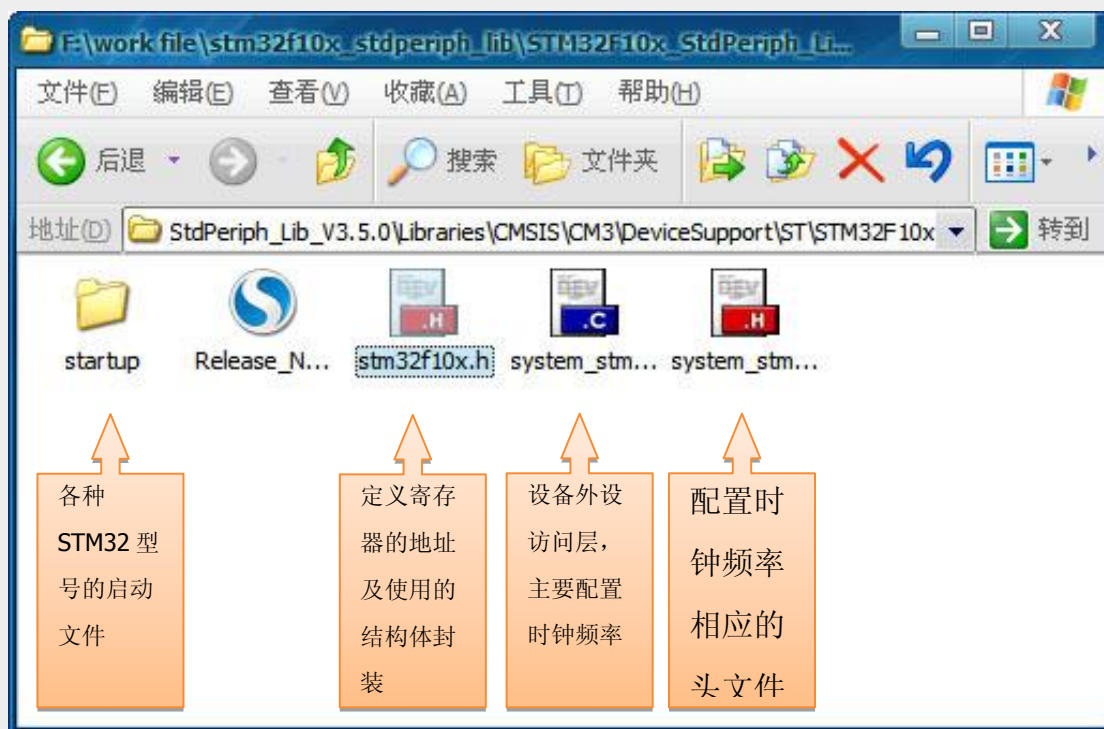 F:\work file\stm32f10x_stdperiph_lib\STM32F10x_StdPeriph_Li...
文件(F) 编辑(E) 查看(V) 收藏(A) 工具(T) 帮助(H)
后退 搜索 文件夹
地址(D) StdPeriph_Lib_V3.5.0\Libraries\CMSIS\CM3\DeviceSupport\ST\STM32F10x 转到
.H .C .H
startup Release_N... stm32f10x.h system_stm... system_stm...
各种
STM32 型
号的启动
文件
定义寄存
器的地址
及使用的
结构体封
装
设备外设
访问层,
主要配置
时钟频率
配置时
钟频率
相应的
头文件